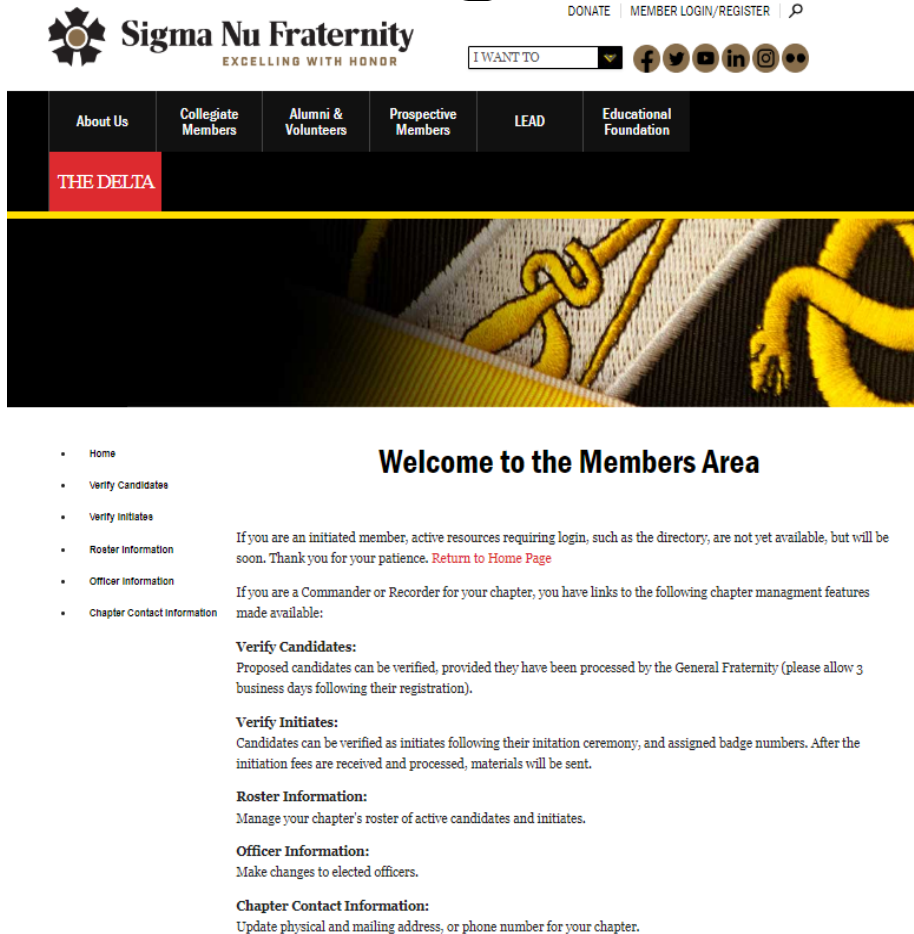 DONATE MEMBER LOGIN/REGISTER
Sigma Nu Fraternity
EXCELLING WITH HONOR
I WANT TO
About Us
Collegiate
Members
Alumni &
Volunteers
Prospective
Members
LEAD
Educational
Foundation
THE DELTA
Home
Verify Candidates
Verify Initiates
Roster Information
Officer Information
Chapter Contact Information
Welcome to the Members Area
If you are an initiated member, active resources requiring login, such as the directory, are not yet available, but will be
soon. Thank you for your patience. Return to Home Page
If you are a Commander or Recorder for your chapter, you have links to the following chapter managment features
made available:
Verify Candidates:
Proposed candidates can be verified, provided they have been processed by the General Fraternity (please allow 3
business days following their registration).
Verify Initiates:
Candidates can be verified as initiates following their initation ceremony, and assigned badge numbers. After the
initiation fees are received and processed, materials will be sent.
Roster Information:
Manage your chapter's roster of active candidates and initiates.
Officer Information:
Make changes to elected officers.
Chapter Contact Information:
Update physical and mailing address, or phone number for your chapter.